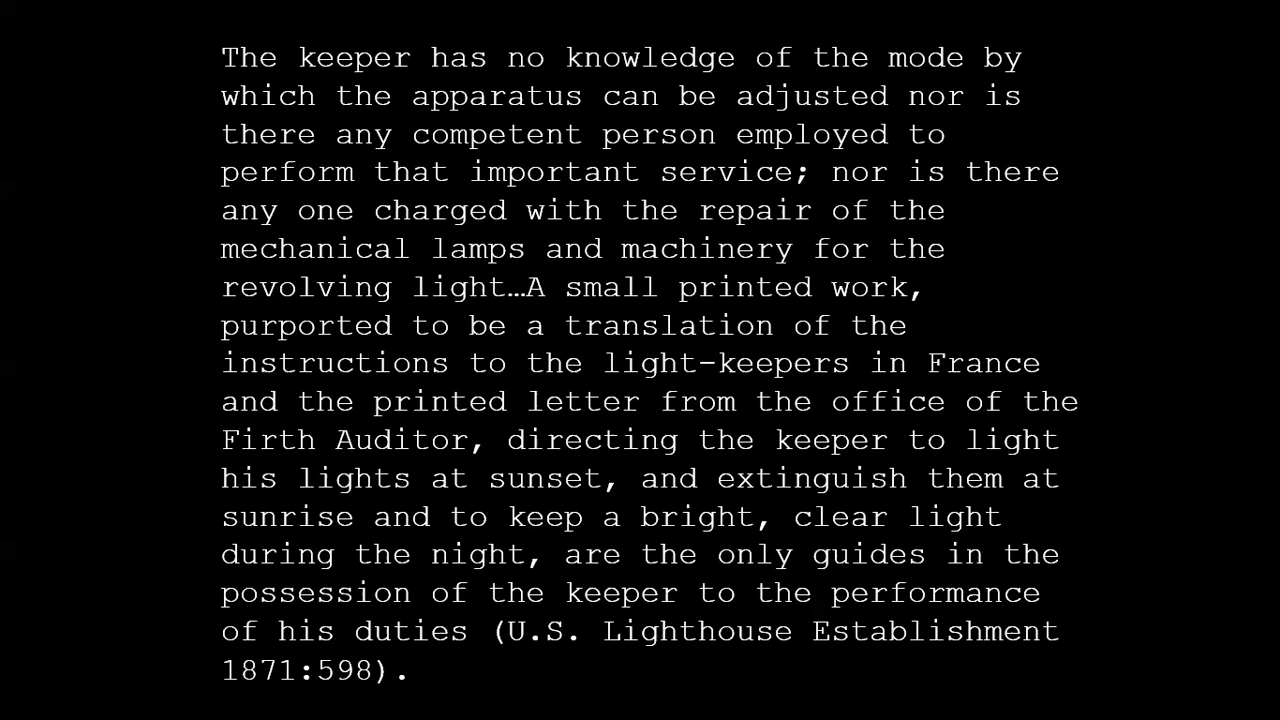 The keeper has no knowledge of the mode by
which the apparatus can be adjusted nor is
there any competent person employed to
perform that important service; nor is there
any one charged with the repair of the
mechanical lamps and machinery for the
revolving light…A small printed work,
purported to be a translation of the
instructions to the light-keepers in France
and the printed letter from the office of the
Firth Auditor, directing the keeper to light
his lights at sunset, and extinguish them at
sunrise and to keep a bright, clear light
during the night, are the only guides in the
possession of the keeper to the performance
of his duties (U.S. Lighthouse Establishment
1871:598).